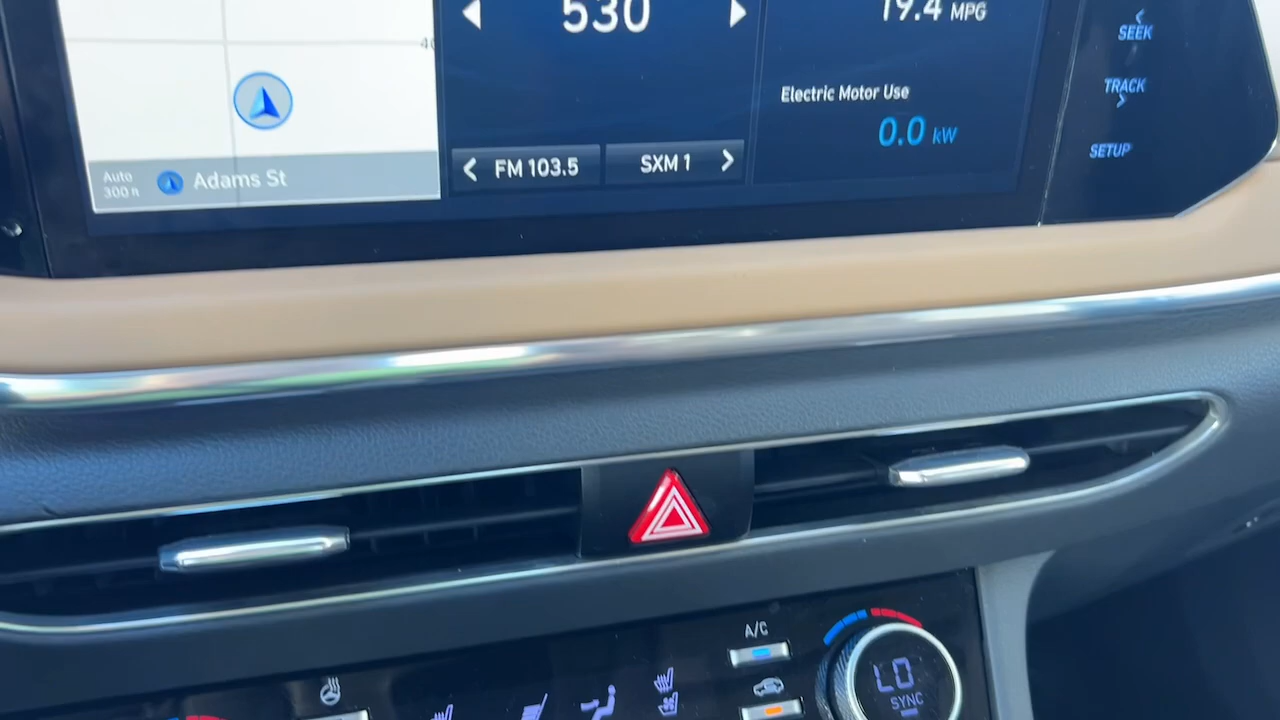 530
19.4 MPG
Electric Motor Use
0.0 kW
FM 103.5
SXM 1
Auto
300 ft
Adams St
SEEK
TRACK
SETUP
A/C
LO
SYNC